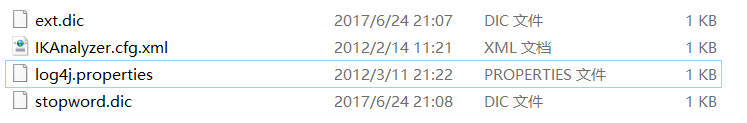 ext.dic 2017/6/24 21:07 DIC 文件 1 KB
IKAnalyzer.cfg.xml 2012/2/14 11:21 XML 文档 1 KB
log4j.properties 2012/3/11 21:22 PROPERTIES 文件 1 KB
stopword.dic 2017/6/24 21:08 DIC 文件 1 KB